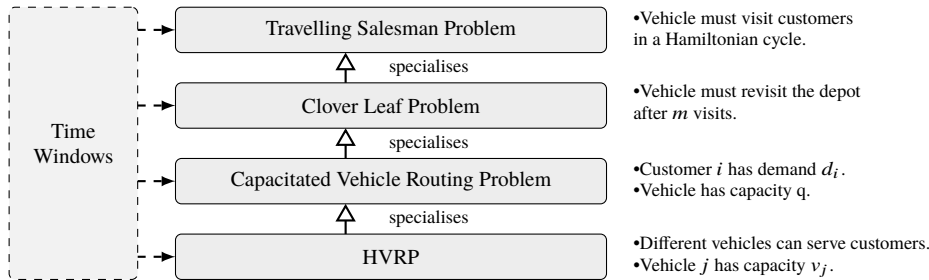 Travelling Salesman Problem
•Vehicle must visit customers
in a Hamiltonian cycle.
specialises
Clover Leaf Problem
•Vehicle must revisit the depot
after m visits.
Time
Windows
specialises
Capacitated Vehicle Routing Problem
•Customer i has demand d_i.
•Vehicle has capacity q.
specialises
HVRP
•Different vehicles can serve customers.
•Vehicle j has capacity v_j.